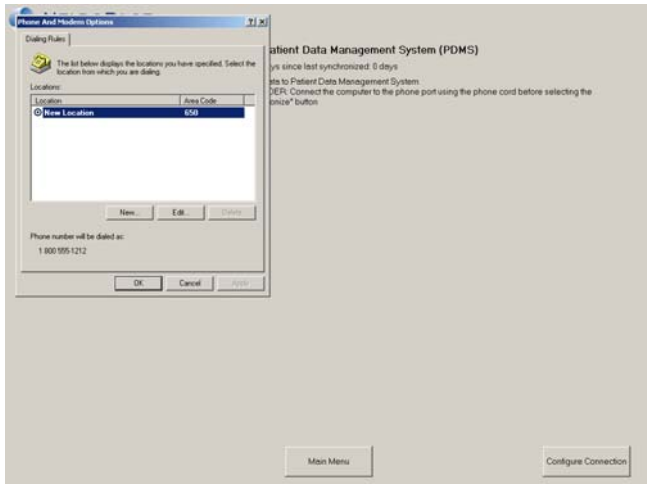 Phone And Modem Options
Dialing Rules
The list below displays the locations you have specified. Select the
location from which you are dialing.
Locations:
Location Area Code
New Location 650
New... Edit... Delete
Phone number will be dialed as:
1 800 555 1212
OK Cancel Apply
atient Data Management System (PDMS)
ys since last synchronized: 0 days
ata to Patient Data Management System
DER: Connect the computer to the phone port using the phone cord before selecting the
onize" button
Main Menu
Configure Connection